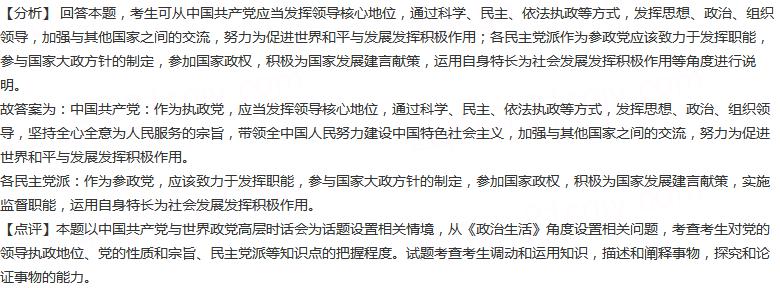 【分析】 回答本题，考生可从中国共产党应当发挥领导核心地位，通过科学、民主、依法执政等方式，发挥思想、政治、组织
领导，加强与其他国家之间的交流，努力为促进世界和平与发展发挥积极作用；各民主党派作为参政党应该致力于发挥职能，
参与国家大政方针的制定，参加国家政权，积极为国家发展建言献策，运用自身特长为社会发展发挥积极作用等角度进行说
明。
故答案为：中国共产党：作为执政党，应当发挥领导核心地位，通过科学、民主、依法执政等方式，发挥思想、政治、组织领
导，坚持全心全意为人民服务的宗旨，带领全中国人民努力建设中国特色社会主义，加强与其他国家之间的交流，努力为促进
世界和平与发展发挥积极作用。
各民主党派：作为参政党，应该致力于发挥职能，参与国家大政方针的制定，参加国家政权，积极为国家发展建言献策，实施
监督职能，运用自身特长为社会发展发挥积极作用。
【点评】本题以中国共产党与世界政党高层时话会为话题设置相关情境，从《政治生活》角度设置相关问题，考查考生对党的
领导执政地位、党的性质和宗旨、民主党派等知识点的把握程度。试题考查考生调动和运用知识，描述和阐释事物，探究和论
证事物的能力。